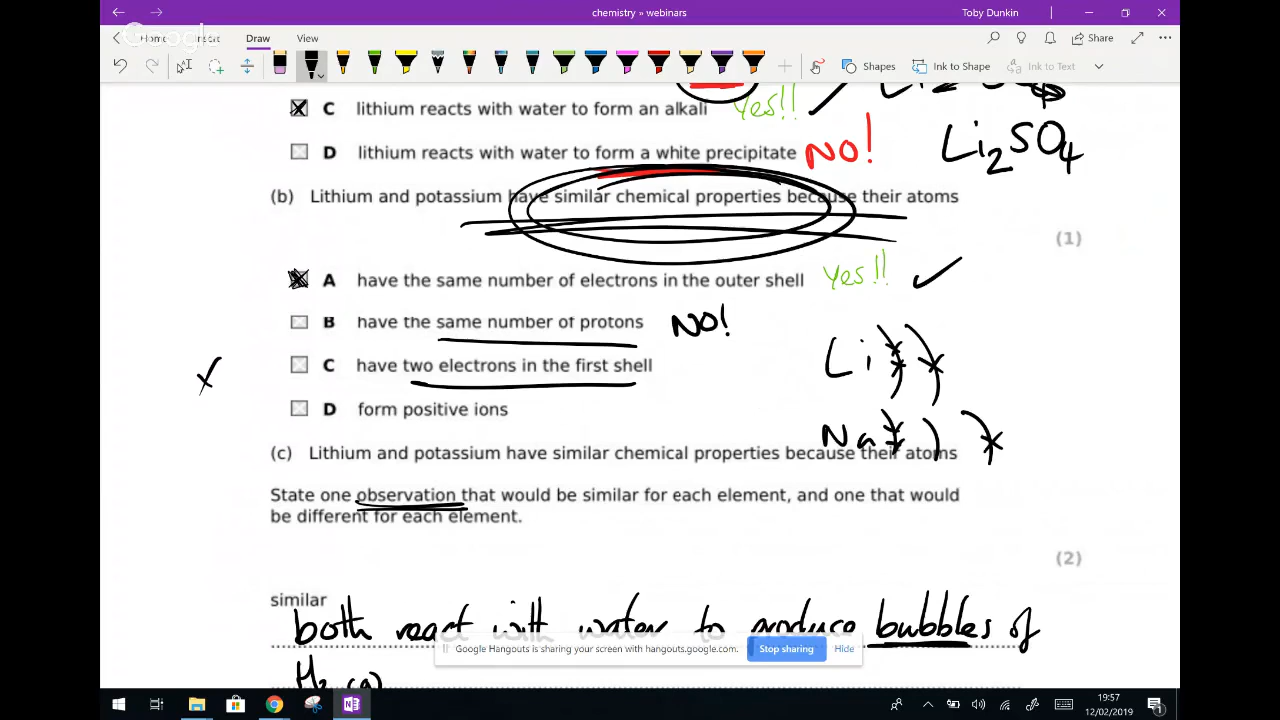 chemistry » webinars
Toby Dunkin
Google
Home Insert Draw View
Share
Shapes Ink to Shape Ink to Text
C lithium reacts with water to form an alkali Yes!!
D lithium reacts with water to form a white precipitate NO!
Li2SO4
(b) Lithium and potassium have similar chemical properties because their atoms
(1)
A have the same number of electrons in the outer shell Yes!!
B have the same number of protons NO!
C have two electrons in the first shell
Li
D form positive ions
Na
(c) Lithium and potassium have similar chemical properties because their atoms
State one observation that would be similar for each element, and one that would
be different for each element.
(2)
similar
both react with water to produce bubbles of
Google Hangouts is sharing your screen with hangouts.google.com. Stop sharing Hide
H2 (g)
19:57
12/02/2019